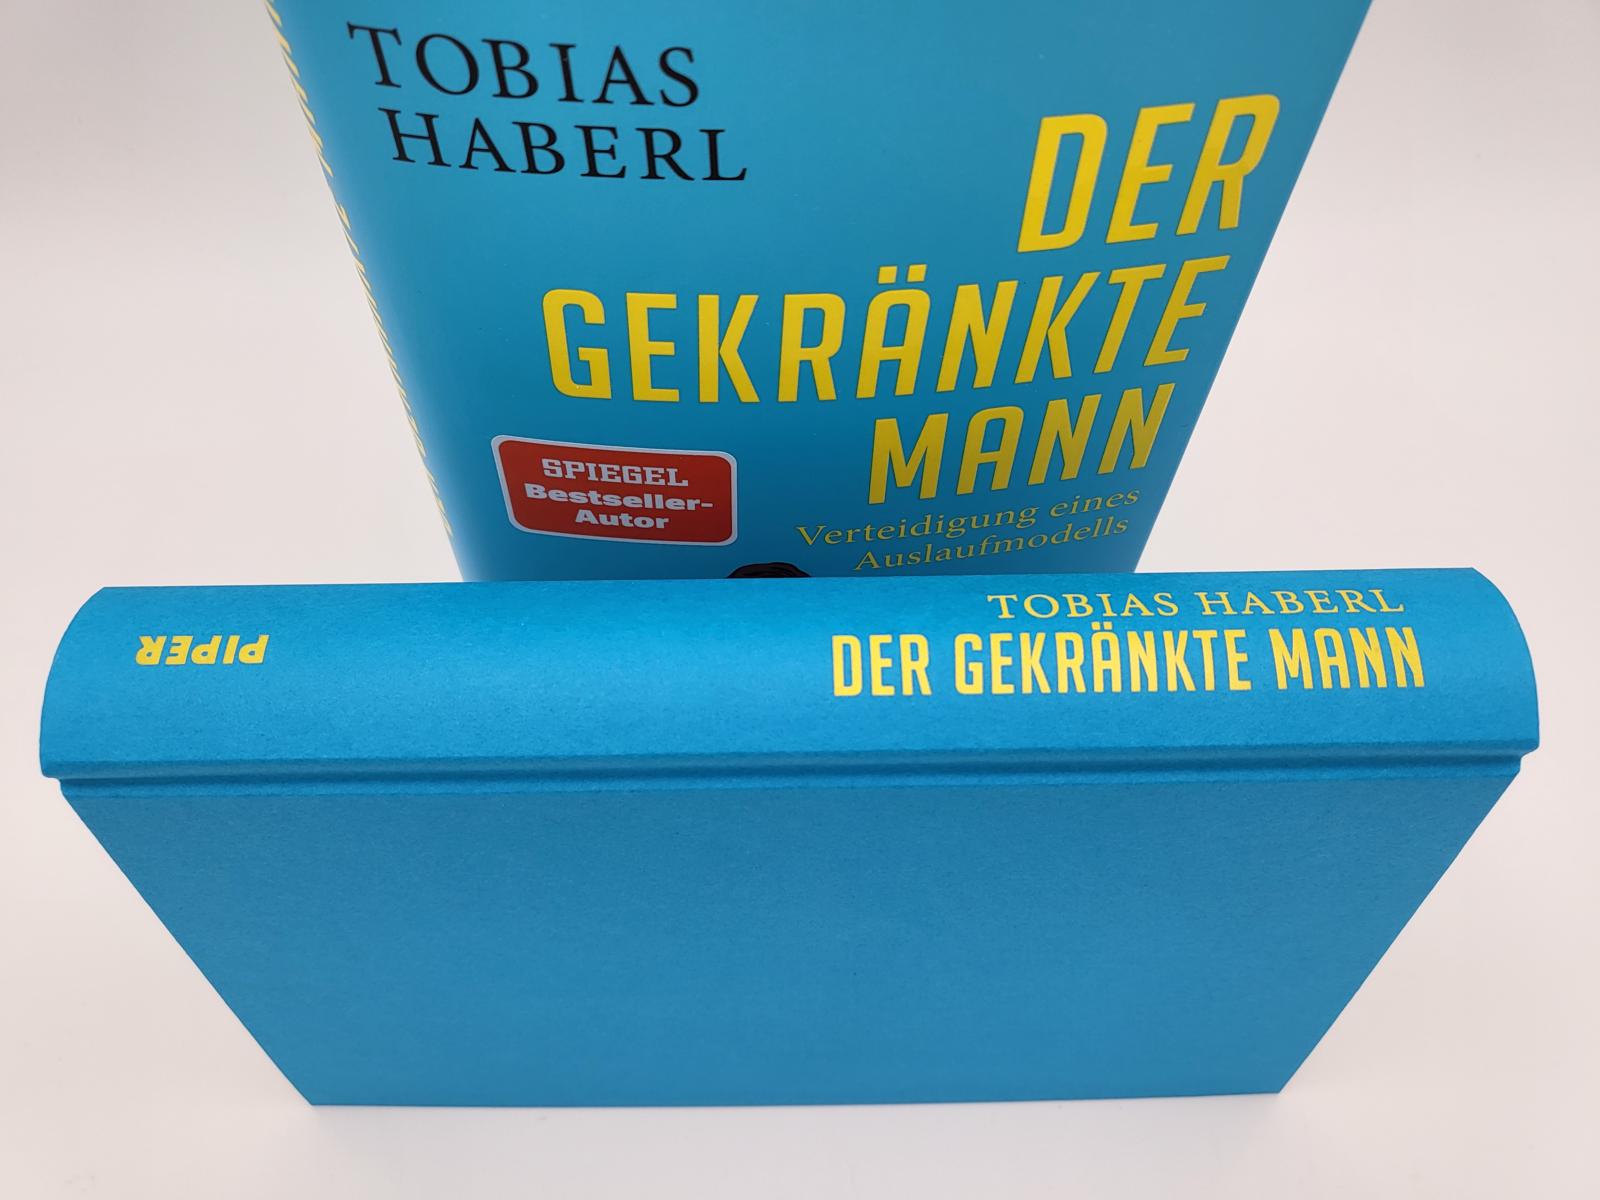 TOBIAS
HABERL
DER
GEKRÄNKTE
MANN
Verteidigung eines
Auslaufmodells
SPIEGEL
Bestseller-
Autor
TOBIAS HABERL
DER GEKRÄNKTE MANN
PIPER